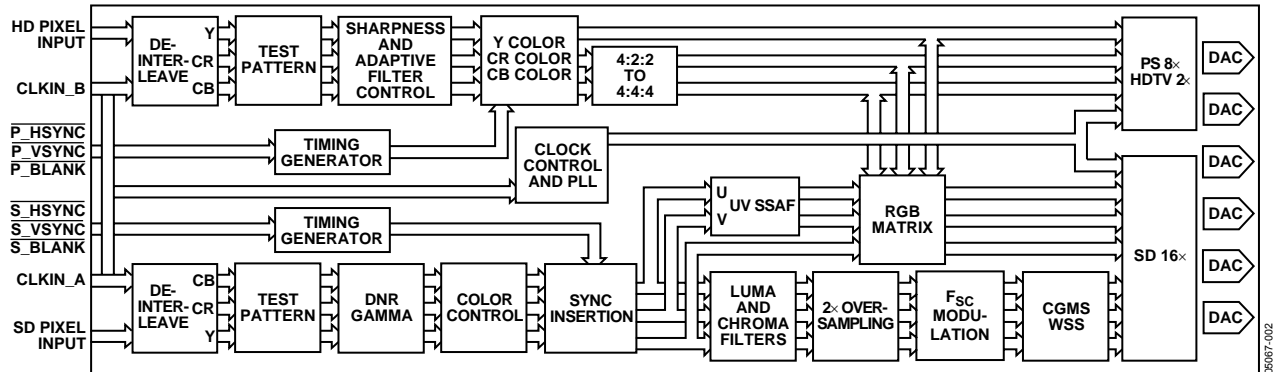 HD PIXEL
INPUT
CLKIN_B
P_HSYNC
P_VSYNC
P_BLANK
S_HSYNC
S_VSYNC
S_BLANK
CLKIN_A
SD PIXEL
INPUT
DE-
INTER-
LEAVE
Y
CR
CB
TEST
PATTERN
SHARPNESS
AND
ADAPTIVE
FILTER
CONTROL
Y COLOR
CR COLOR
CB COLOR
4:2:2
TO
4:4:4
PS 8×
HDTV 2×
TIMING
GENERATOR
CLOCK
CONTROL
AND PLL
TIMING
GENERATOR
U
V
UV SSAF
RGB
MATRIX
SD 16×
DE-
INTER-
LEAVE
CB
CR
Y
TEST
PATTERN
DNR
GAMMA
COLOR
CONTROL
SYNC
INSERTION
LUMA
AND
CHROMA
FILTERS
2× OVER-
SAMPLING
FSC
MODU-
LATION
CGMS
WSS
DAC
DAC
DAC
DAC
DAC
DAC
05067-002